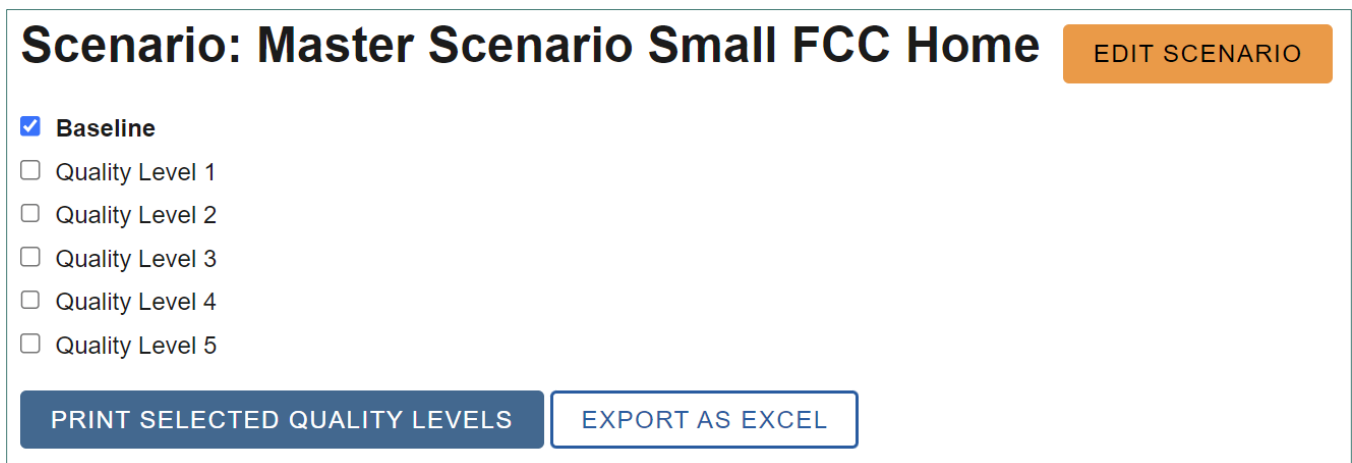 Scenario: Master Scenario Small FCC Home
EDIT SCENARIO
Baseline
Quality Level 1
Quality Level 2
Quality Level 3
Quality Level 4
Quality Level 5
PRINT SELECTED QUALITY LEVELS
EXPORT AS EXCEL